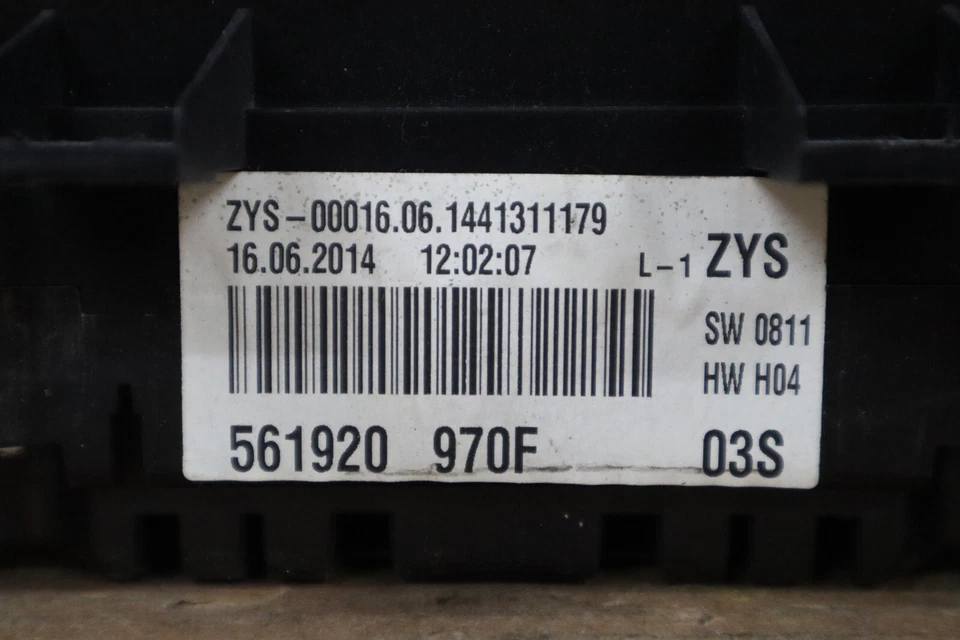 ZYS-00016.06.1441311179
16.06.2014 12:02:07
L-1 ZYS
SW 0811
HW H04
561920 970F 03S